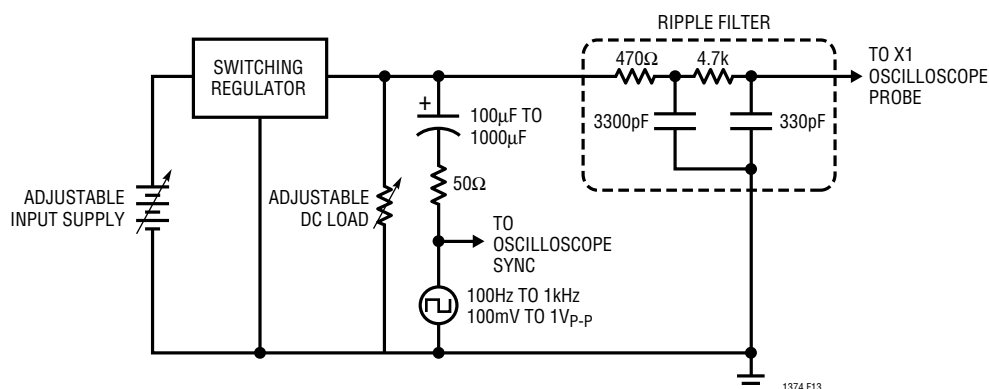 RIPPLE FILTER
SWITCHING
REGULATOR
470Ω
4.7k
TO X1
OSCILLOSCOPE
PROBE
+
100µF TO
1000µF
3300pF
330pF
ADJUSTABLE
INPUT SUPPLY
ADJUSTABLE
DC LOAD
50Ω
TO
OSCILLOSCOPE
SYNC
100Hz TO 1kHz
100mV TO 1VP-P
1374 F13